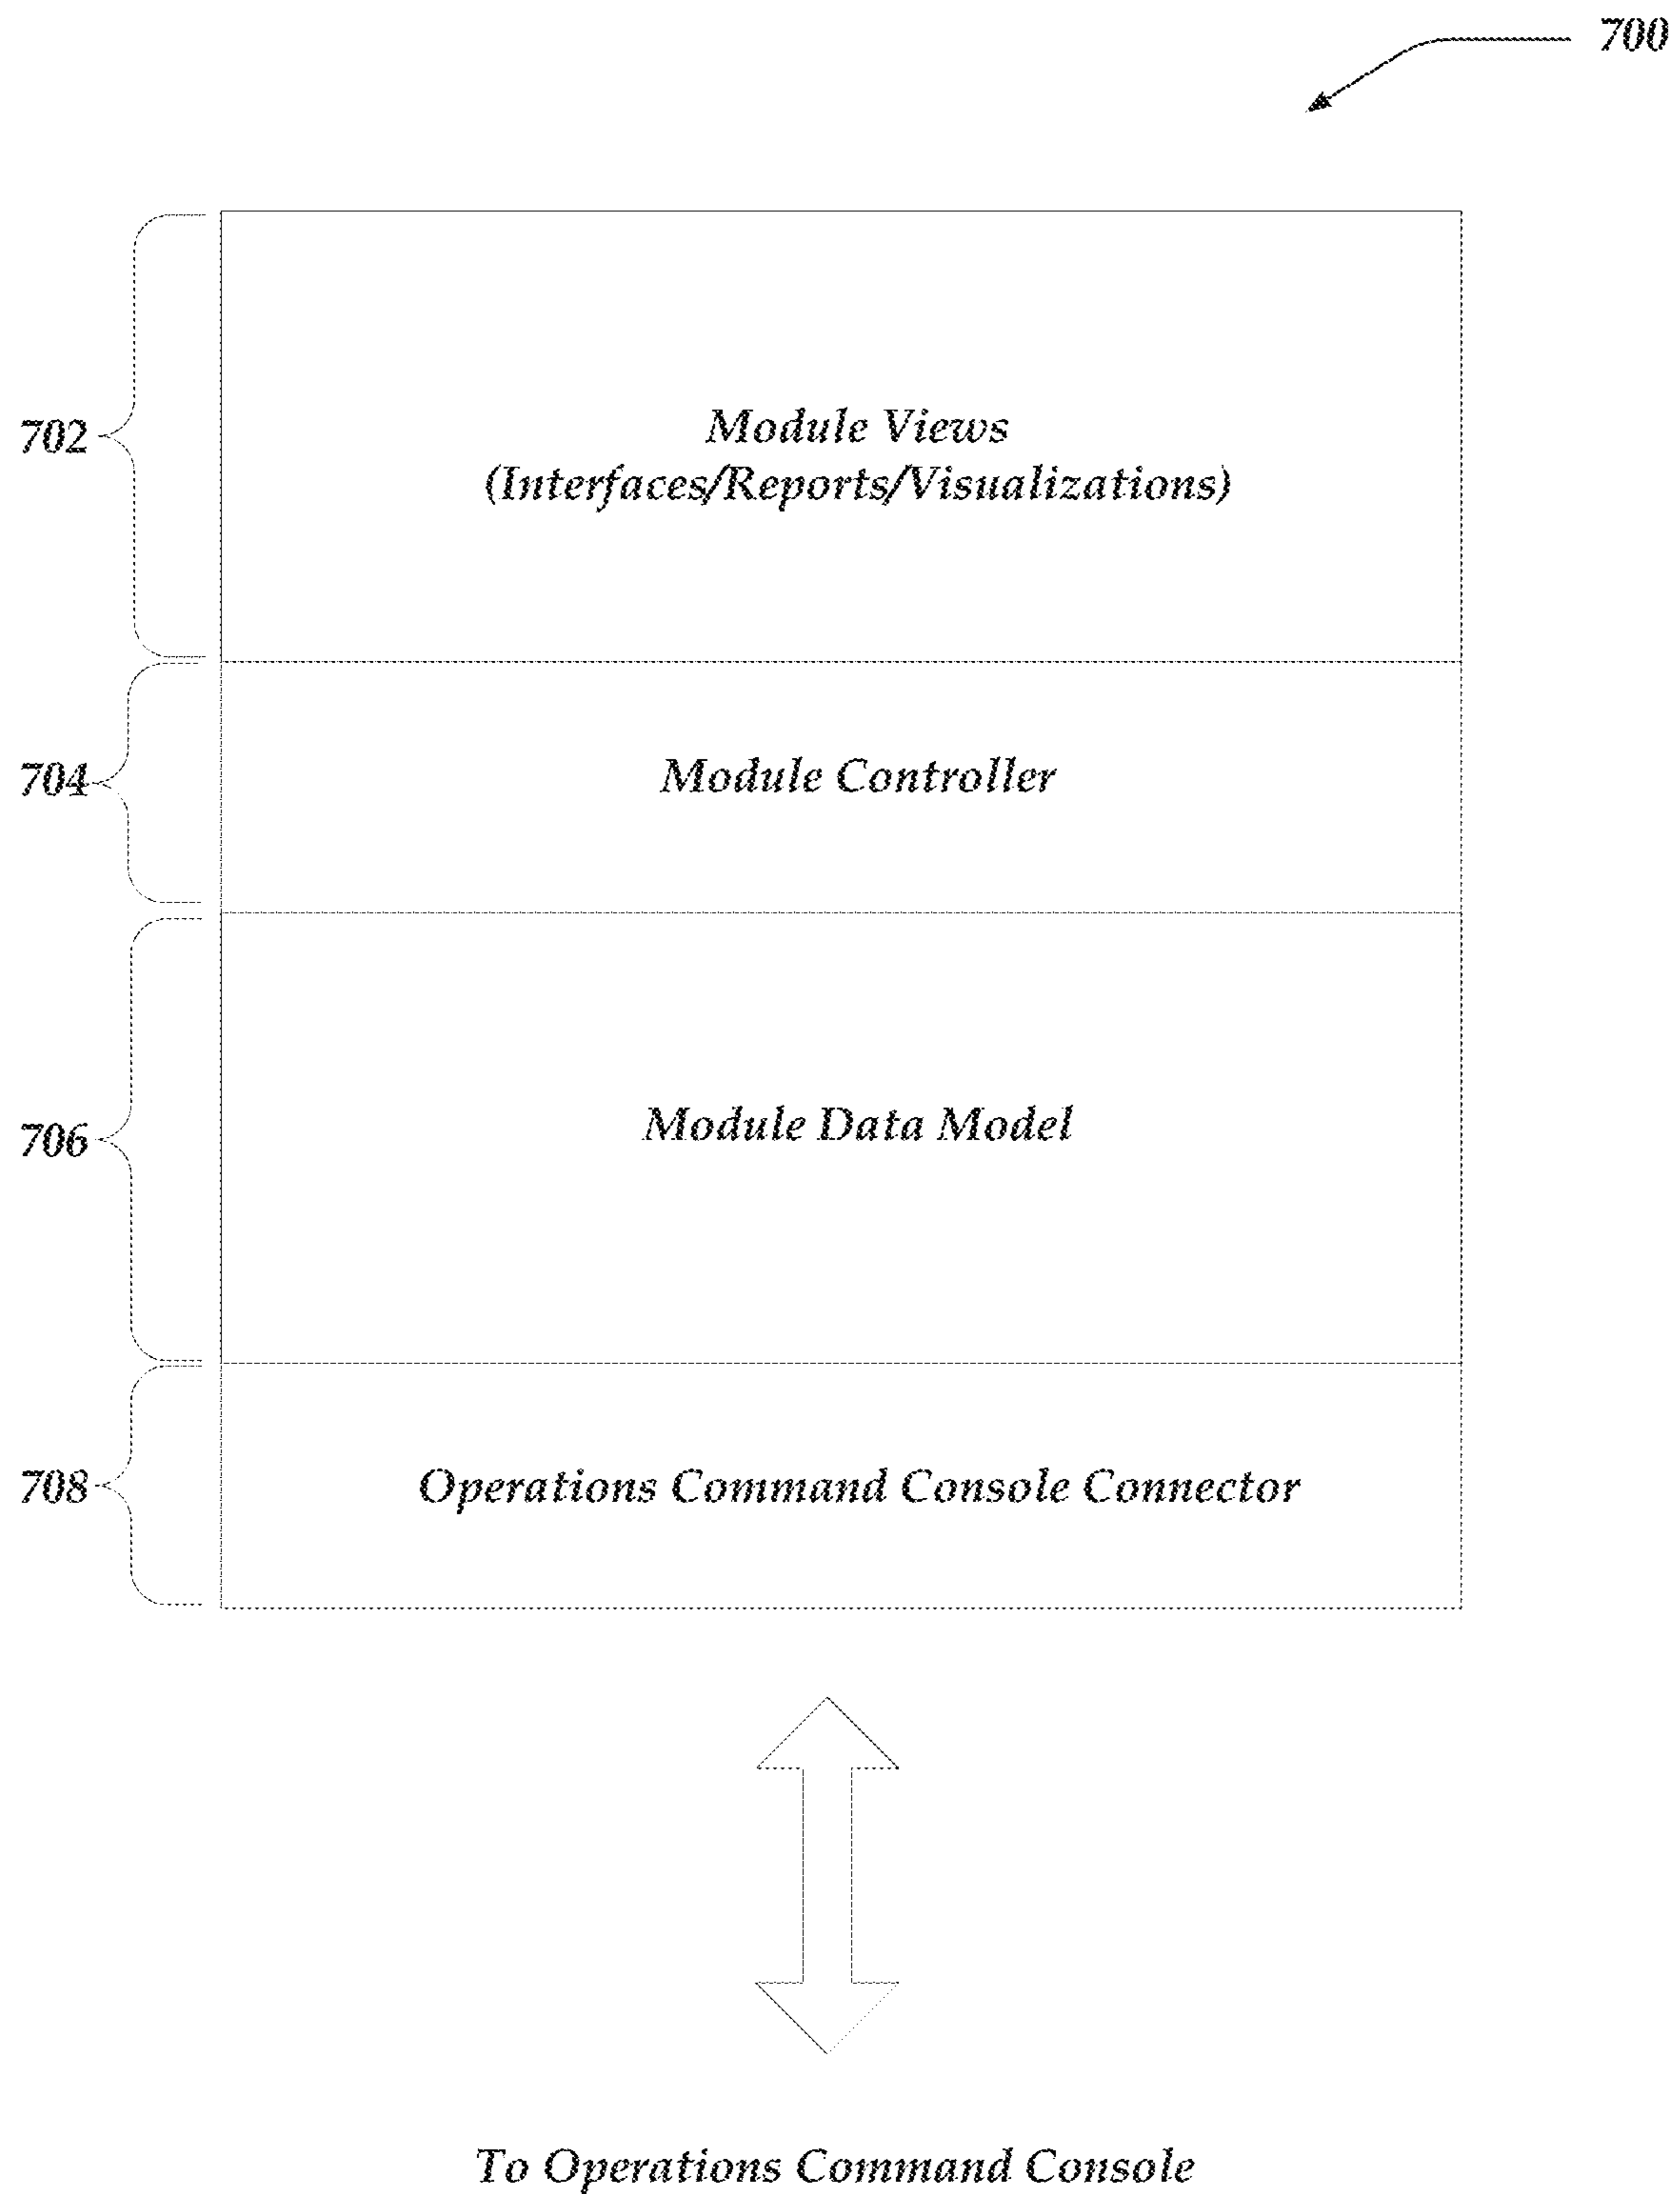 700
702
Module Views
(Interfaces/Reports/Visualizations)
704
Module Controller
706
Module Data Model
708
Operations Command Console Connector
To Operations Command Console